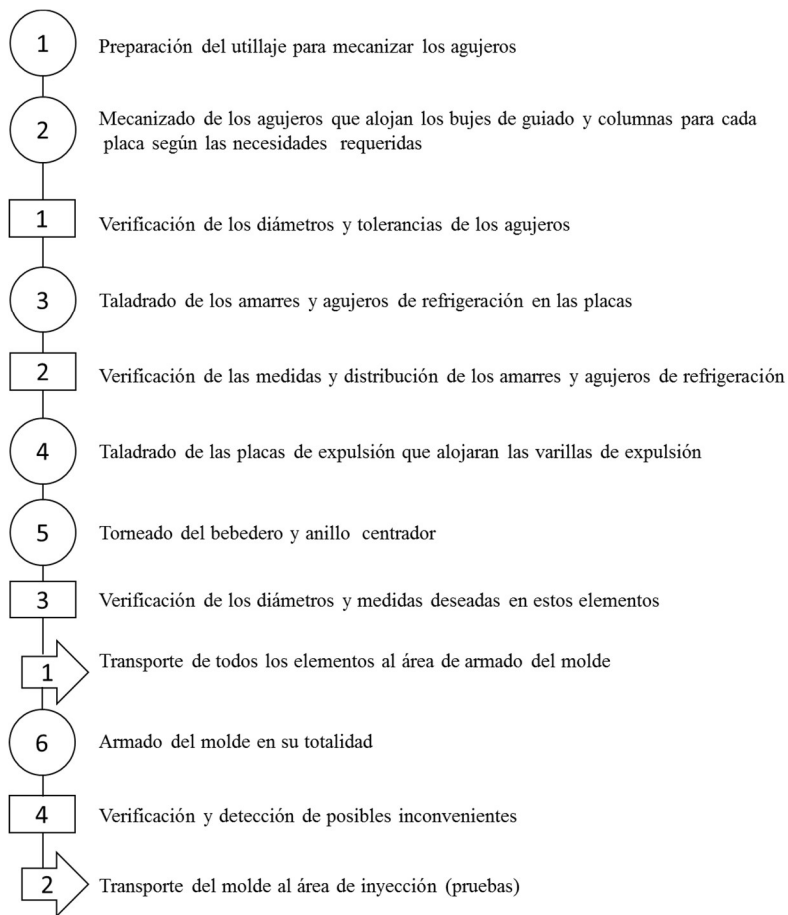 1 Preparación del utillaje para mecanizar los agujeros
2 Mecanizado de los agujeros que alojan los bujes de guiado y columnas para cada
placa según las necesidades requeridas
1 Verificación de los diámetros y tolerancias de los agujeros
3 Taladrado de los amarres y agujeros de refrigeración en las placas
2 Verificación de las medidas y distribución de los amarres y agujeros de refrigeración
4 Taladrado de las placas de expulsión que alojaran las varillas de expulsión
5 Torneado del bebedero y anillo centrador
3 Verificación de los diámetros y medidas deseadas en estos elementos
1 Transporte de todos los elementos al área de armado del molde
6 Armado del molde en su totalidad
4 Verificación y detección de posibles inconvenientes
2 Transporte del molde al área de inyección (pruebas)